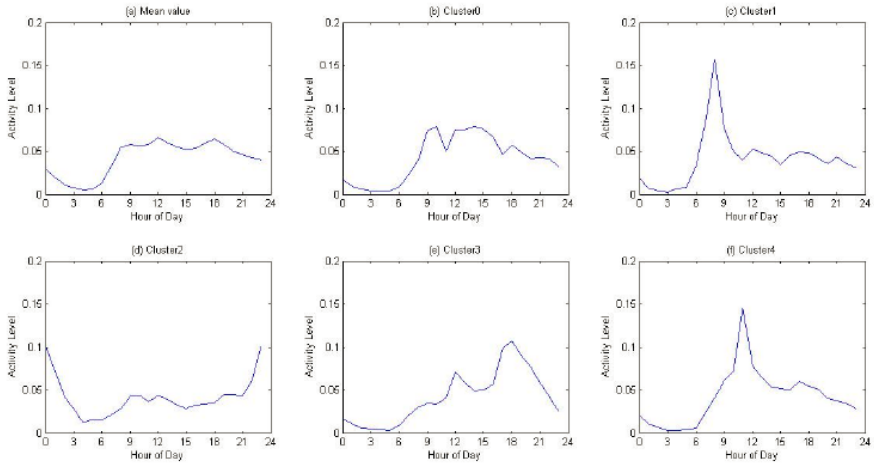 (a) Mean value
0.2
0.15
0.1
0.05
0
Activity Level
0 3 6 9 12 15 18 21 24
Hour of Day
(b) Cluster0
0.2
0.15
0.1
0.05
0
Activity Level
0 3 6 9 12 15 18 21 24
Hour of Day
(c) Cluster1
0.2
0.15
0.1
0.05
0
Activity Level
0 3 6 9 12 15 18 21 24
Hour of Day
(d) Cluster2
0.2
0.15
0.1
0.05
0
Activity Level
0 3 6 9 12 15 18 21 24
Hour of Day
(e) Cluster3
0.2
0.15
0.1
0.05
0
Activity Level
0 3 6 9 12 15 18 21 24
Hour of Day
(f) Cluster4
0.2
0.15
0.1
0.05
0
Activity Level
0 3 6 9 12 15 18 21 24
Hour of Day